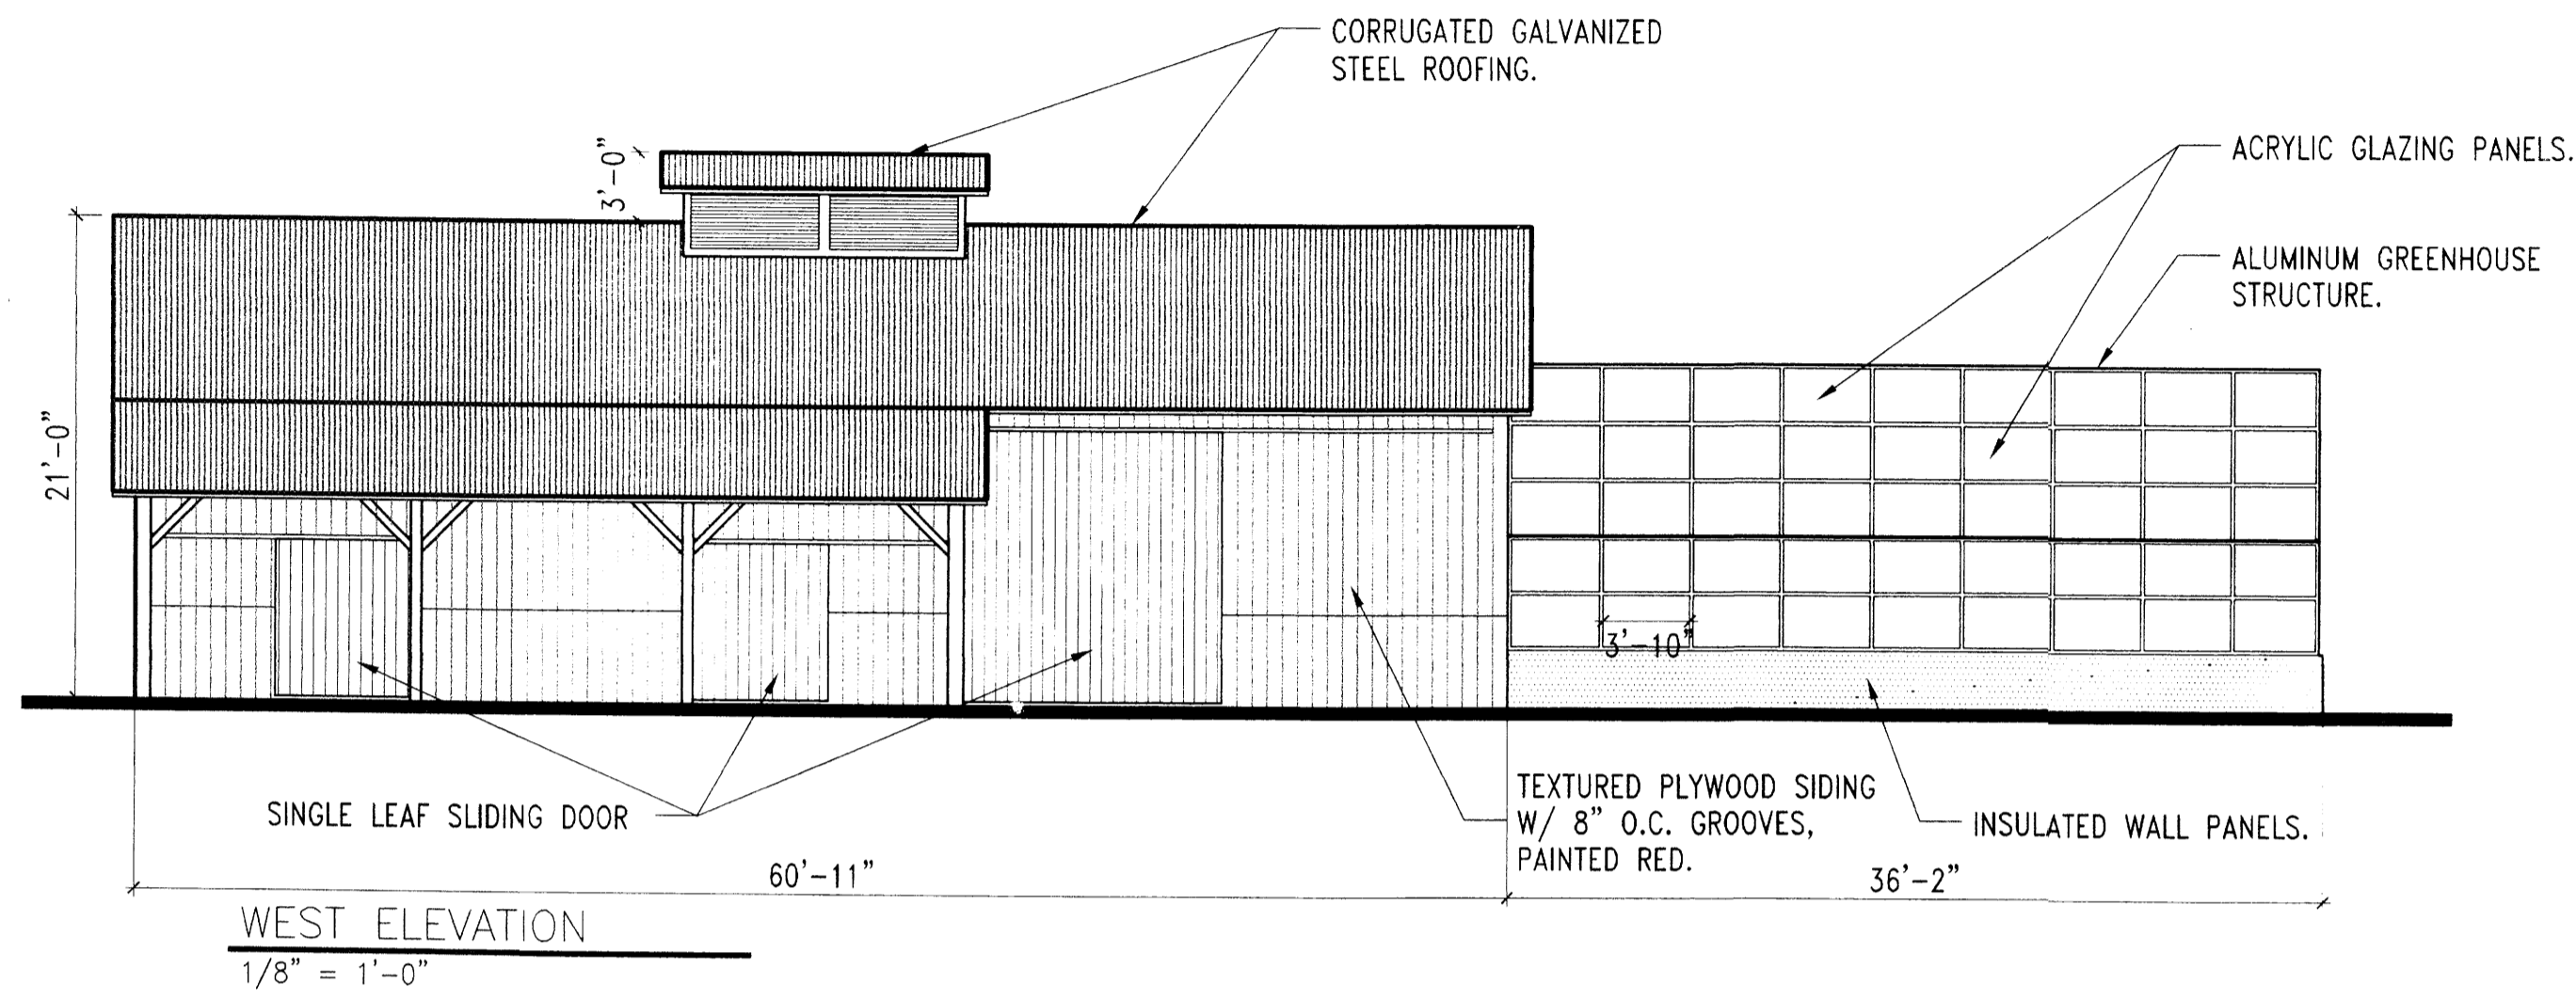 CORRUGATED GALVANIZED
STEEL ROOFING.
3'-0"
ACRYLIC GLAZING PANELS.
ALUMINUM GREENHOUSE
STRUCTURE.
21'-0"
3'-10"
SINGLE LEAF SLIDING DOOR
TEXTURED PLYWOOD SIDING
W/ 8" O.C. GROOVES,
PAINTED RED.
INSULATED WALL PANELS.
60'-11"
36'-2"
WEST ELEVATION
1/8" = 1'-0"